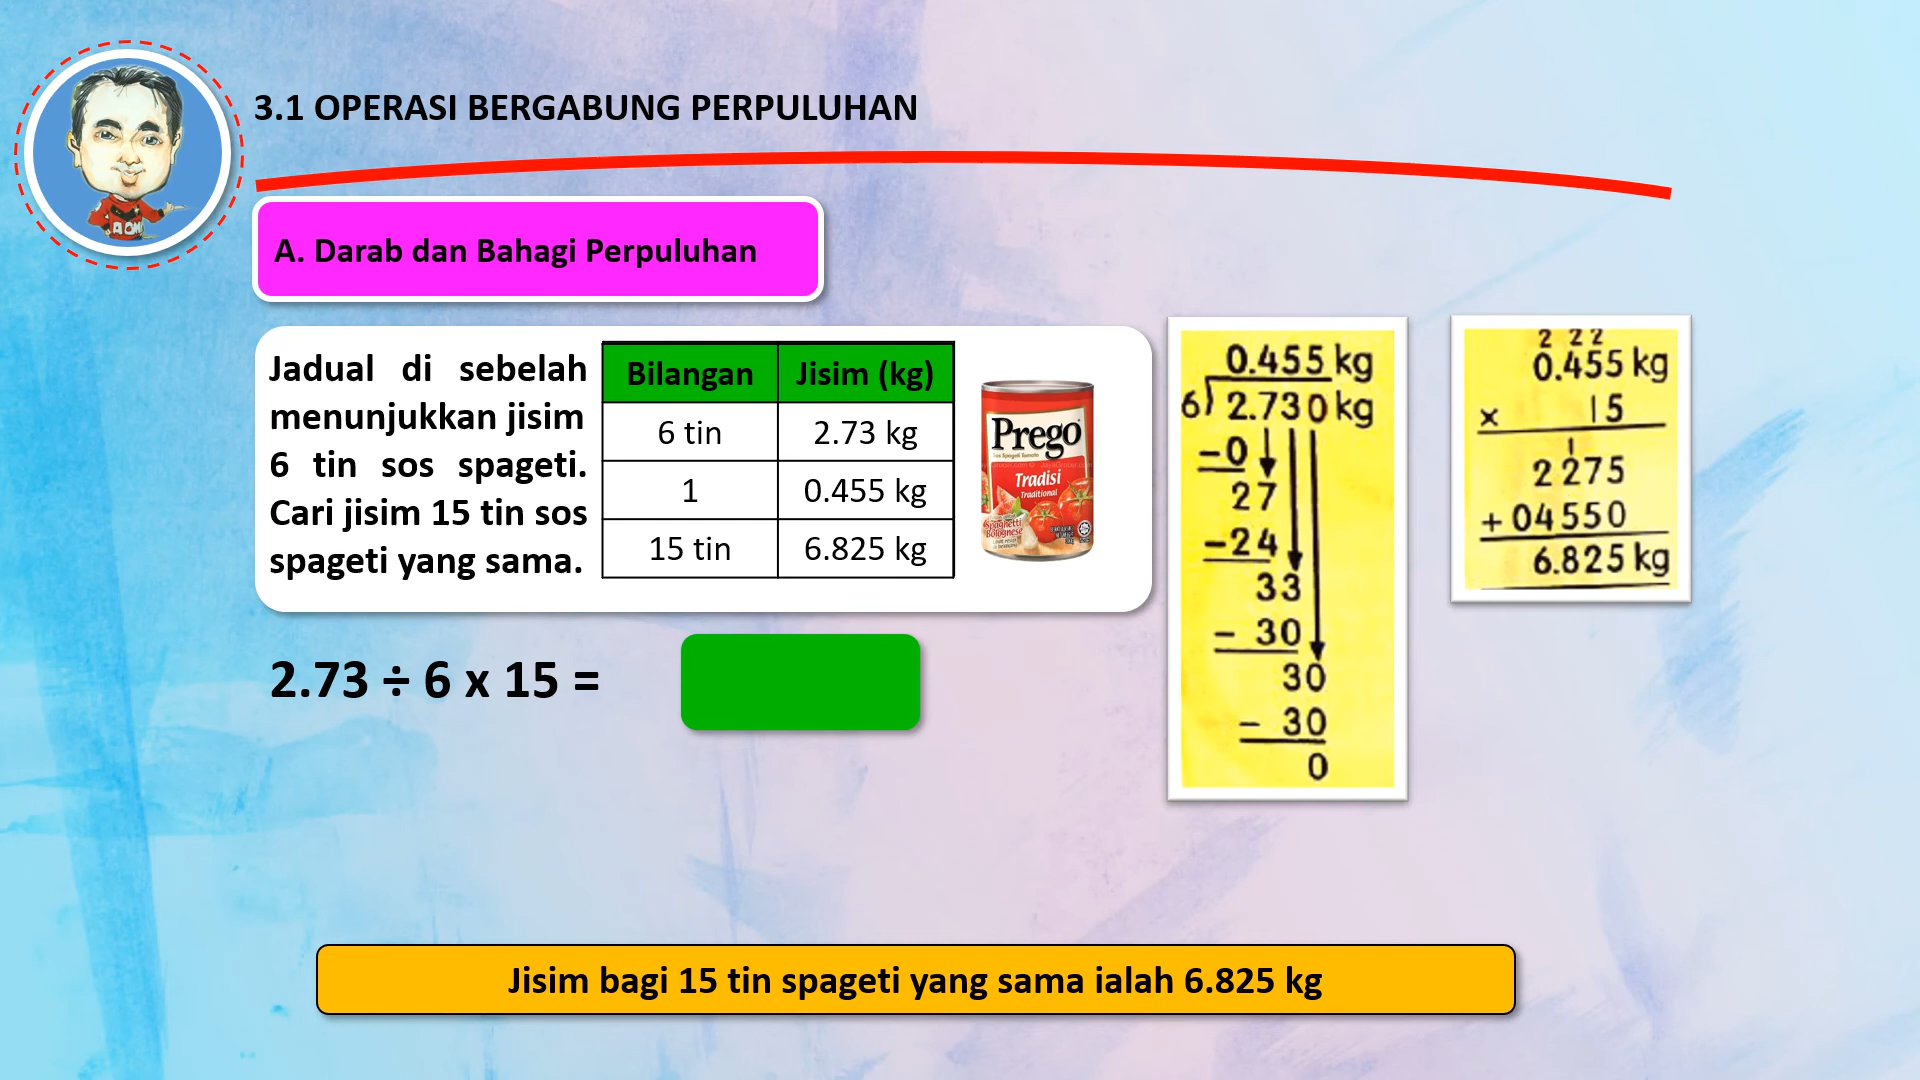 3.1 OPERASI BERGABUNG PERPULUHAN
A. Darab dan Bahagi Perpuluhan
Jadual di sebelah
menunjukkan jisim
6 tin sos spageti.
Cari jisim 15 tin sos
spageti yang sama.
Bilangan Jisim (kg)
6 tin 2.73 kg
1 0.455 kg
15 tin 6.825 kg
Prego
Tradisi
Traditional
Spaghetti
Bolognese
0.455 kg
6) 2.730 kg
-0
27
-24
33
- 30
30
- 30
0
2 2 2
0.455 kg
x 15
1
2275
+ 04550
6.825 kg
2.73 ÷ 6 x 15 =
Jisim bagi 15 tin spageti yang sama ialah 6.825 kg